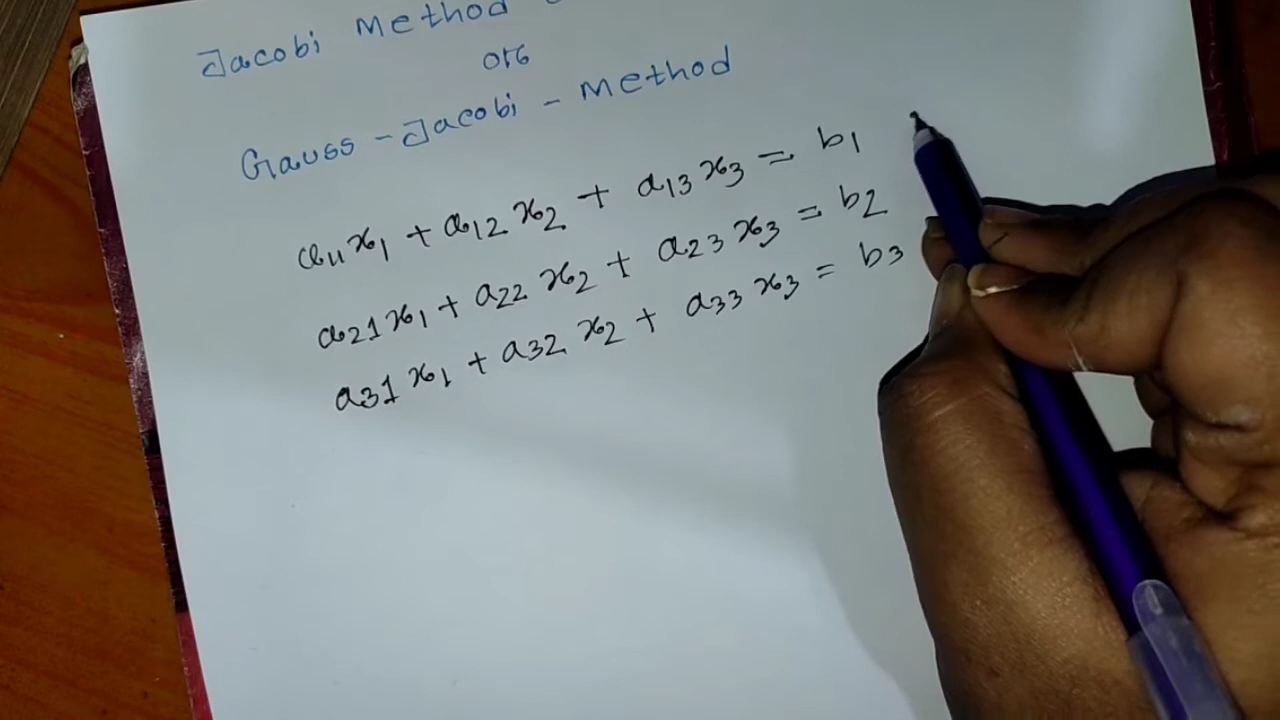 Jacobi Method
or
Gauss - Jacobi - Method
a11x1 + a12x2 + a13x3 = b1
a21x1 + a22x2 + a23x3 = b2
a31x1 + a32x2 + a33x3 = b3